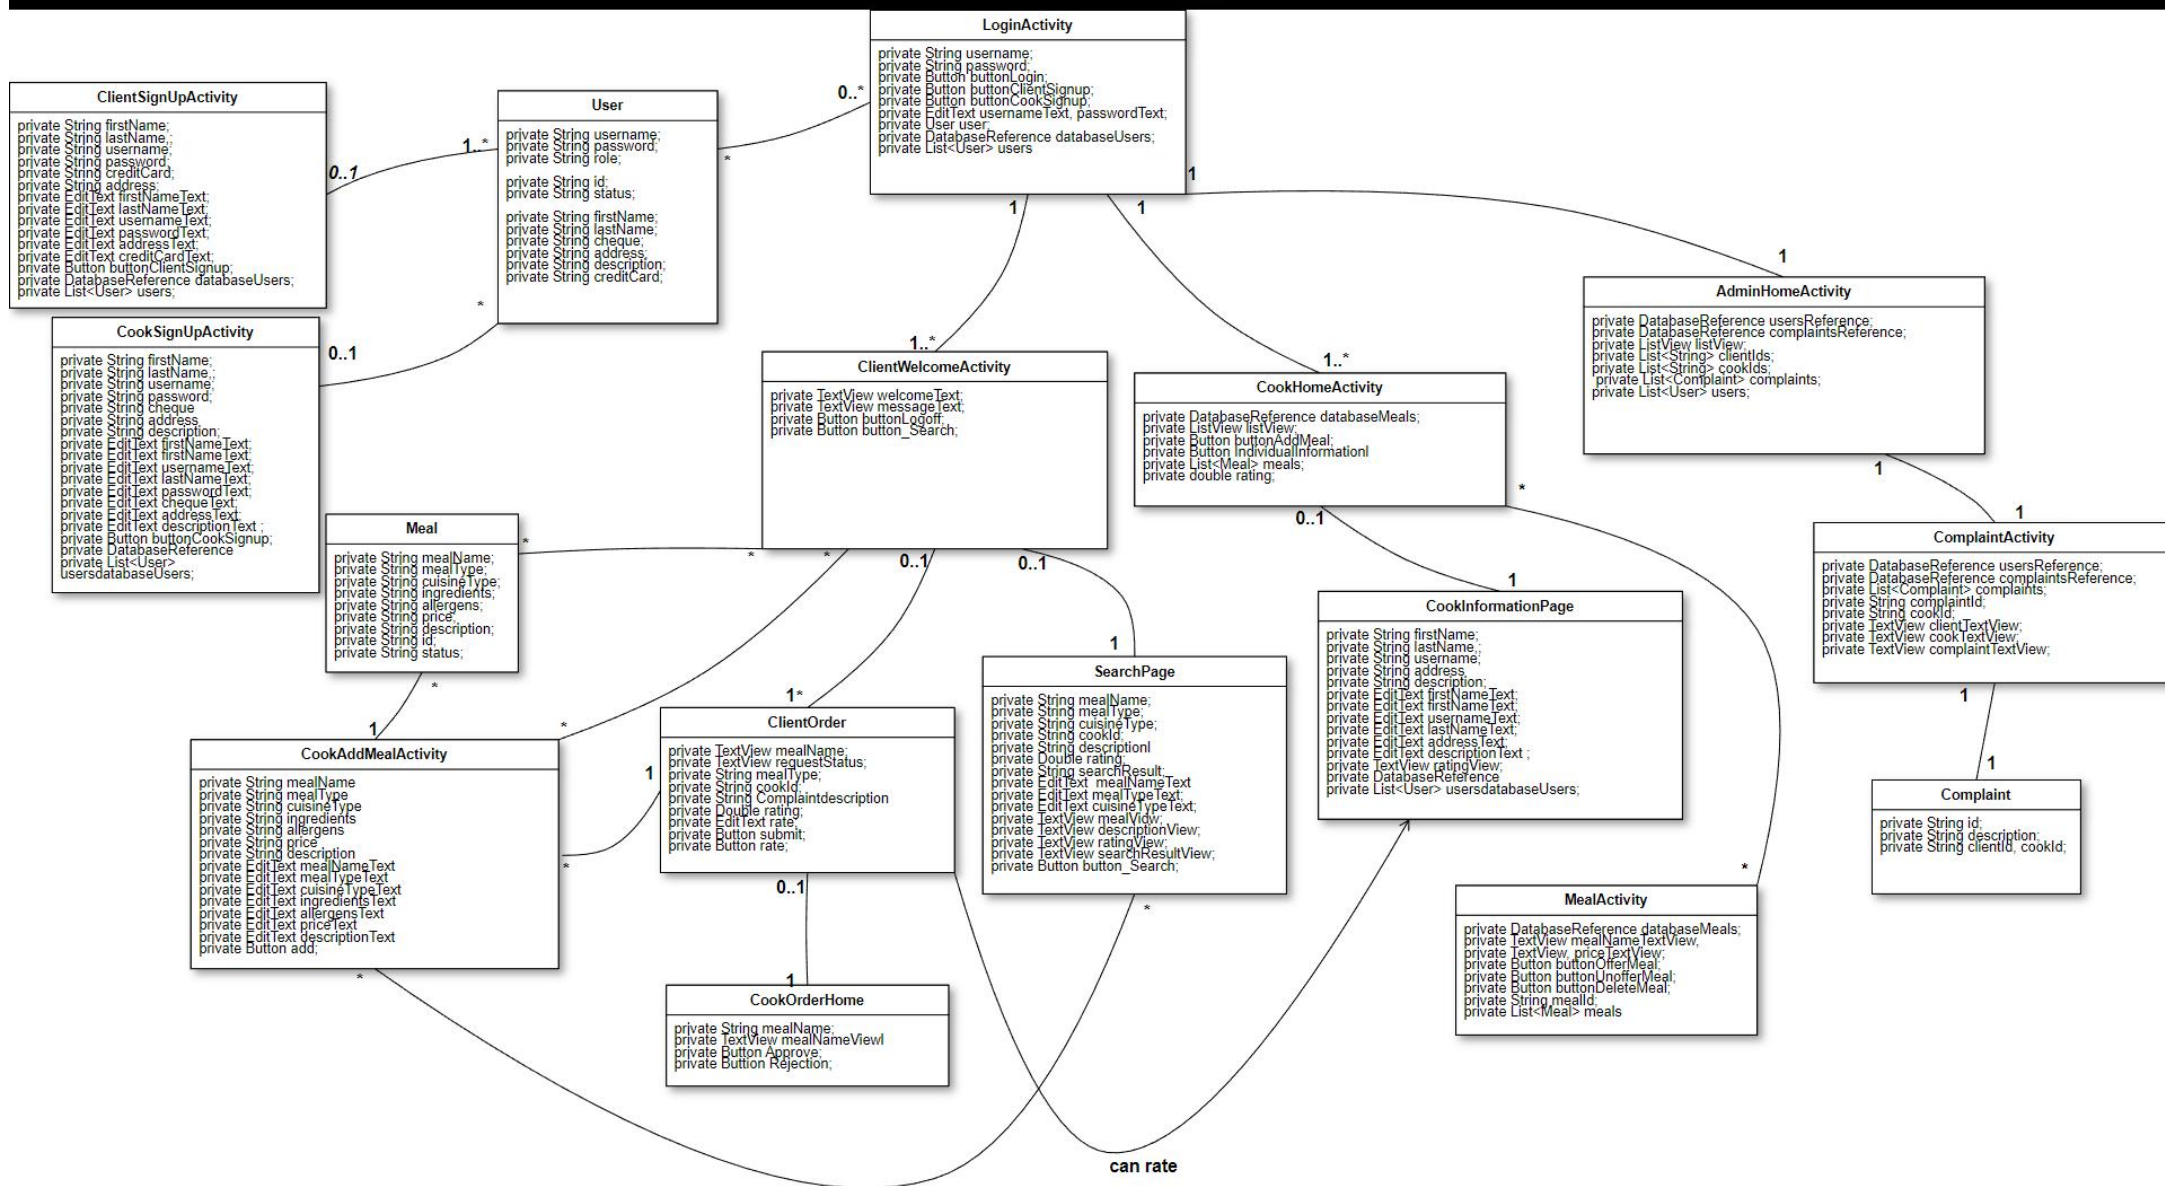 LoginActivity
private String username;
private String password;
private Button buttonLogin;
private Button buttonClientSignup;
private Button buttonCookSignup;
private EditText usernameText, passwordText;
private User user;
private DatabaseReference databaseUsers;
private List<User> users
ClientSignUpActivity
private String firstName;
private String lastName,;
private String username;
private String password;
private String creditCard;
private String address;
private EditText firstNameText;
private EditText lastNameText;
private EditText usernameText;
private EditText passwordText;
private EditText addressText;
private EditText creditCardText;
private Button buttonClientSignup;
private DatabaseReference databaseUsers;
private List<User> users;
User
private String username;
private String password;
private String role;
private String id;
private String status;
private String firstName;
private String lastName;
private String cheque;
private String address;
private String description;
private String creditCard;
0..*
*
1..*
0..1
*
0..1
1
1
1
1
1..*
1..*
CookSignUpActivity
private String firstName;
private String lastName,;
private String username;
private String password;
private String cheque
private String address
private String description;
private EditText firstNameText;
private EditText firstNameText;
private EditText usernameText;
private EditText lastNameText;
private EditText passwordText;
private EditText chequeText;
private EditText addressText;
private EditText descriptionText ;
private Button buttonCookSignup;
private DatabaseReference
private List<User>
usersdatabaseUsers;
ClientWelcomeActivity
private TextView welcomeText;
private TextView messageText;
private Button buttonLogoff;
private Button button_Search;
CookHomeActivity
private DatabaseReference databaseMeals;
private ListView listView;
private Button buttonAddMeal;
private Button IndividualInformationl
private List<Meal> meals;
private double rating;
AdminHomeActivity
private DatabaseReference usersReference;
private DatabaseReference complaintsReference;
private ListView listView;
private List<String> clientIds;
private List<String> cookIds;
private List<Complaint> complaints;
private List<User> users;
1
1
*
0..1
1
Meal
private String mealName;
private String mealType;
private String cuisineType;
private String ingredients;
private String allergens;
private String price;
private String description;
private String id;
private String status;
*
*
*
0..1
0..1
*
1
*
1*
1
ComplaintActivity
private DatabaseReference usersReference;
private DatabaseReference complaintsReference;
private List<Complaint> complaints;
private String complaintId;
private String cookId;
private TextView clientTextView;
private TextView cookTextView;
private TextView complaintTextView;
1
1
CookInformationPage
private String firstName;
private String lastName,;
private String username;
private String address
private String description;
private EditText firstNameText;
private EditText firstNameText;
private EditText usernameText;
private EditText lastNameText;
private EditText addressText;
private EditText descriptionText ;
private TextView ratingView;
private DatabaseReference
private List<User> usersdatabaseUsers;
SearchPage
private String mealName;
private String mealType;
private String cuisineType;
private String cookId;
private String descriptionl
private Double rating;
private String searchResult;
private EditText mealNameText
private EditText mealTypeText;
private EditText cuisineTypeText;
private TextView mealVidw;
private TextView descriptionView;
private TextView ratingView;
private TextView searchResultView;
private Button button_Search;
*
ClientOrder
private TextView mealName;
private TextView requestStatus;
private String mealType;
private String cookId;
private String Complaintdescription
private Double rating;
private EditText rate;
private Button submit;
private Button rate;
1
*
0..1
1
CookAddMealActivity
private String mealName
private String mealType
private String cuisineType
private String ingredients
private String allergens
private String price
private String description
private EditText mealNameText
private EditText mealTypeText
private EditText cuisineTypeText
private EditText ingredientsText
private EditText allergensText
private EditText priceText
private EditText descriptionText
private Button add;
*
CookOrderHome
private String mealName;
private TextView mealNameViewl
private Button Approve;
private Buttion Rejection;
Complaint
private String id;
private String description;
private String clientId, cookId;
*
MealActivity
private DatabaseReference databaseMeals;
private TextView mealNameTextView,
private TextView, priceTextView;
private Button buttonOfferMeal;
private Button buttonUnofferMeal;
private Button buttonDeleteMeal;
private String mealId;
private List<Meal> meals
can rate